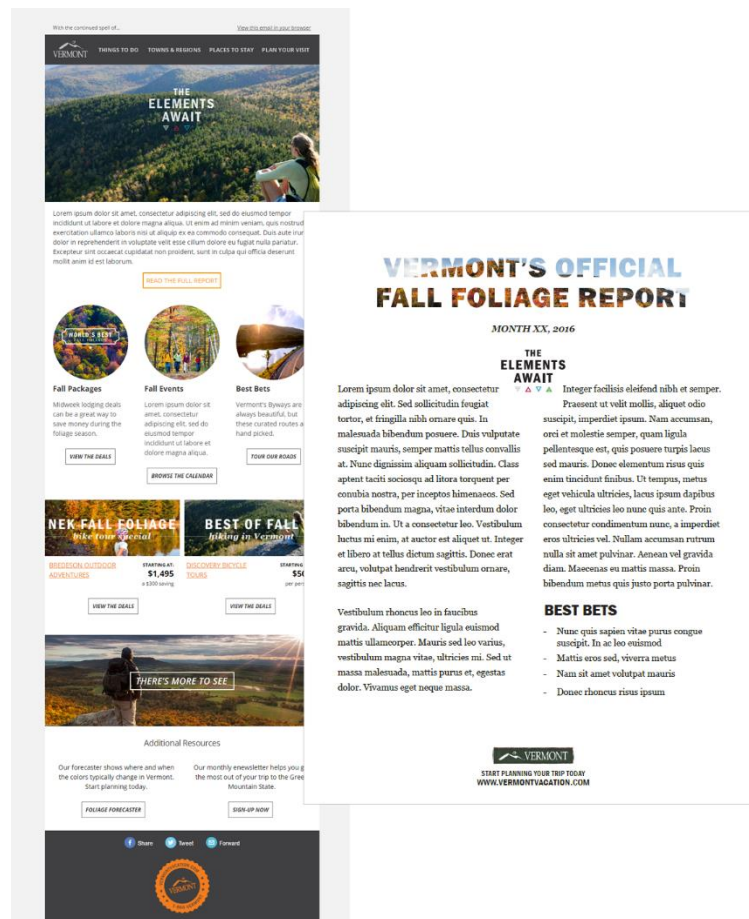 With the continued spell of...
View this email in your browser
VERMONT
THINGS TO DO
TOWNS & REGIONS
PLACES TO STAY
PLAN YOUR VISIT
THE
ELEMENTS
AWAIT
Lorem ipsum dolor sit amet, consectetur adipiscing elit, sed do eiusmod tempor
incididunt ut labore et dolore magna aliqua. Ut enim ad minim veniam, quis nostrud
exercitation ullamco laboris nisi ut aliquip ex ea commodo consequat. Duis aute irur
dolor in reprehenderit in voluptate velit esse cillum dolore eu fugiat nulla pariatur.
Excepteur sint occaecat cupidatat non proident, sunt in culpa qui officia deserunt
mollit anim id est laborum.
READ THE FULL REPORT
WORLD'S BEST
FALL FOLIAGE
Fall Packages
Midweek lodging deals
can be a great way to
save money during the
foliage season.
VIEW THE DEALS
Fall Events
Lorem ipsum dolor sit
amet, consectetur
adipiscing elit, sed do
eiusmod tempor
incididunt ut labore et
dolore magna aliqua.
BROWSE THE CALENDAR
Best Bets
Vermont's Byways are
always beautiful, but
these curated routes a
hand picked.
TOUR OUR ROADS
NEK FALL FOLIAGE
bike tour special
BREDESON OUTDOOR
ADVENTURES
STARTING AT:
$1,495
a $300 saving
VIEW THE DEALS
BEST OF FALL
hiking in Vermont
DISCOVERY BICYCLE
TOURS
STARTING
$50
per pers
VIEW THE DEALS
THERE'S MORE TO SEE
Additional Resources
Our forecaster shows where and when
the colors typically change in Vermont.
Start planning today.
FOLIAGE FORECASTER
Our monthly enewsletter helps you g
the most out of your trip to the Gree
Mountain State.
SIGN-UP NOW
Share
Tweet
Forward
VERMONT
VERMONT'S OFFICIAL
FALL FOLIAGE REPORT
MONTH XX, 2016
THE
ELEMENTS
AWAIT
Lorem ipsum dolor sit amet, consectetur
adipiscing elit. Sed sollicitudin feugiat
tortor, et fringilla nibh ornare quis. In
malesuada bibendum posuere. Duis vulputate
suscipit mauris, semper mattis tellus convallis
at. Nunc dignissim aliquam sollicitudin. Class
aptent taciti sociosqu ad litora torquent per
conubia nostra, per inceptos himenaeos. Sed
porta bibendum magna, vitae interdum dolor
bibendum in. Ut a consectetur leo. Vestibulum
luctus mi enim, at auctor est aliquet ut. Integer
et libero at tellus dictum sagittis. Donec erat
arcu, volutpat hendrerit vestibulum ornare,
sagittis nec lacus.
Vestibulum rhoncus leo in faucibus
gravida. Aliquam efficitur ligula euismod
mattis ullamcorper. Mauris sed leo varius,
vestibulum magna vitae, ultricies mi. Sed ut
massa malesuada, mattis purus et, egestas
dolor. Vivamus eget neque massa.
Integer facilisis eleifend nibh et semper.
Praesent ut velit mollis, aliquet odio
suscipit, imperdiet ipsum. Nam accumsan,
orci et molestie semper, quam ligula
pellentesque est, quis posuere turpis lacus
sed mauris. Donec elementum risus quis
enim tincidunt finibus. Ut tempus, metus
eget vehicula ultricies, lacus ipsum dapibus
leo, eget ultricies leo nunc quis ante. Proin
consectetur condimentum nunc, a imperdiet
eros ultricies vel. Nullam accumsan rutrum
nulla sit amet pulvinar. Aenean vel gravida
diam. Maecenas eu mattis massa. Proin
bibendum metus quis justo porta pulvinar.
BEST BETS
- Nunc quis sapien vitae purus congue
suscipit. In ac leo euismod
- Mattis eros sed, viverra metus
- Nam sit amet volutpat mauris
- Donec rhoncus risus ipsum
VERMONT
START PLANNING YOUR TRIP TODAY
WWW.VERMONTVACATION.COM